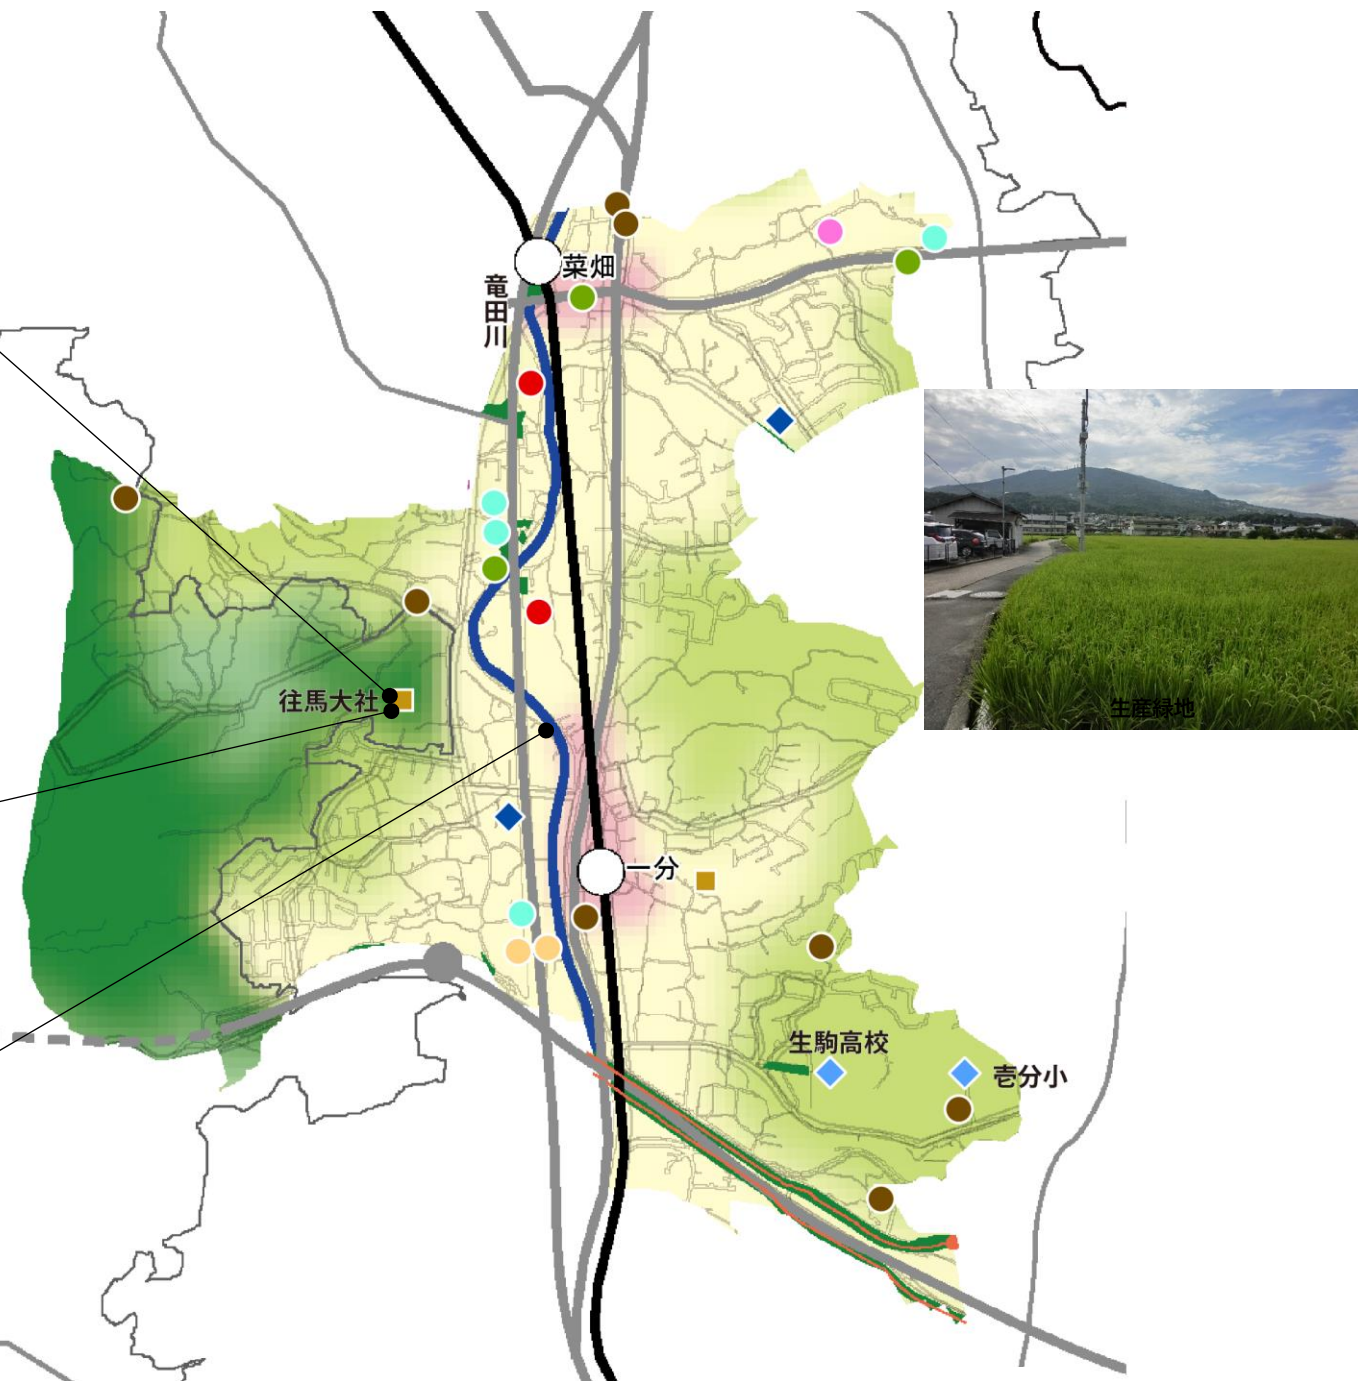 菜畑
竜田川
生産緑地
往馬大社
一分
生駒高校
壱分小